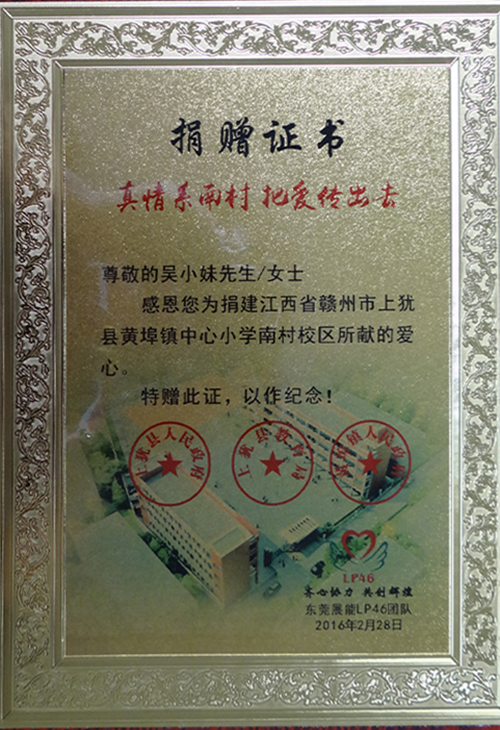 捐赠证书
真情系南村 把爱传出去
尊敬的吴小妹先生/女士
感恩您为捐建江西省赣州市上犹
县黄埠镇中心小学南村校区所献的爱
心。
特赠此证，以作纪念！
上犹县人民政府
上犹县教育局
黄埠镇人民政府
LP46
齐心协力 共创辉煌
东莞展能LP46团队
2016年2月28日